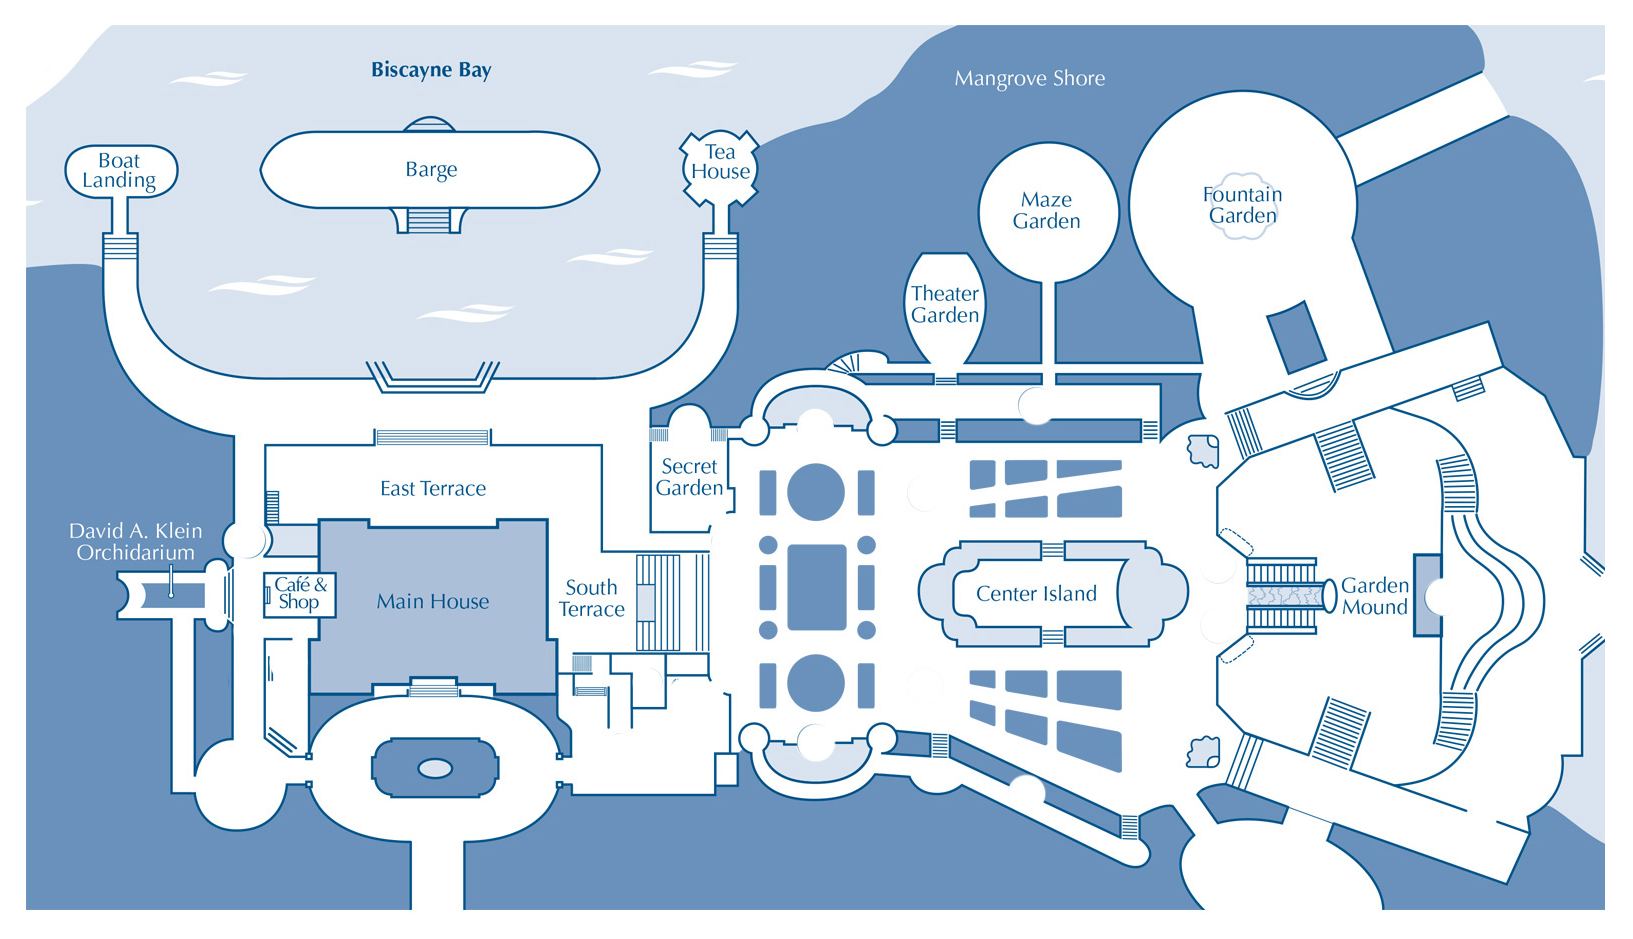 Biscayne Bay
Mangrove Shore
Boat
Landing
Barge
Tea
House
Maze
Garden
Fountain
Garden
Theater
Garden
Secret
Garden
East Terrace
David A. Klein
Orchidarium
Café &
Shop
Main House
South
Terrace
Center Island
Garden
Mound